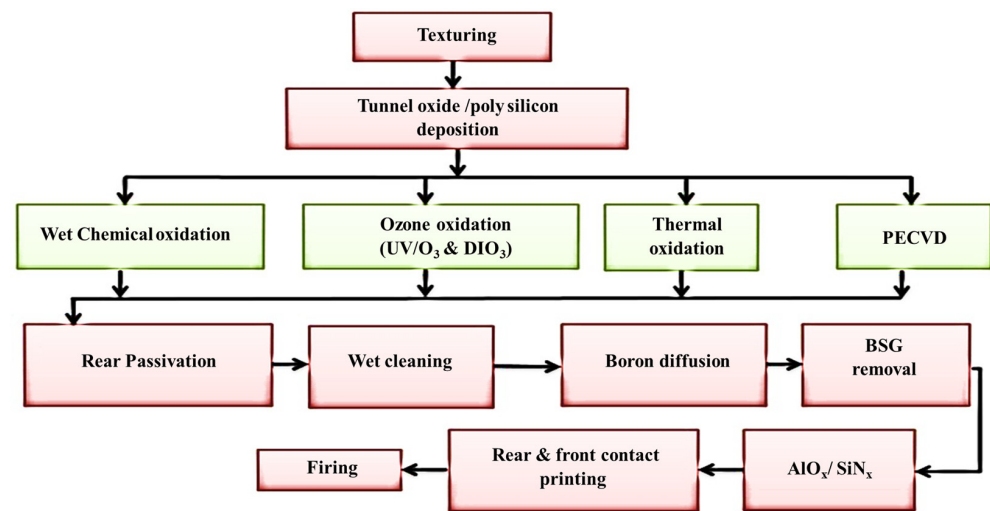 Texturing
Tunnel oxide /poly silicon
deposition
Wet Chemical oxidation
Ozone oxidation
(UV/O₃ & DIO₃)
Thermal
oxidation
PECVD
Rear Passivation
Wet cleaning
Boron diffusion
BSG
removal
AlOₓ/ SiNₓ
Rear & front contact
printing
Firing